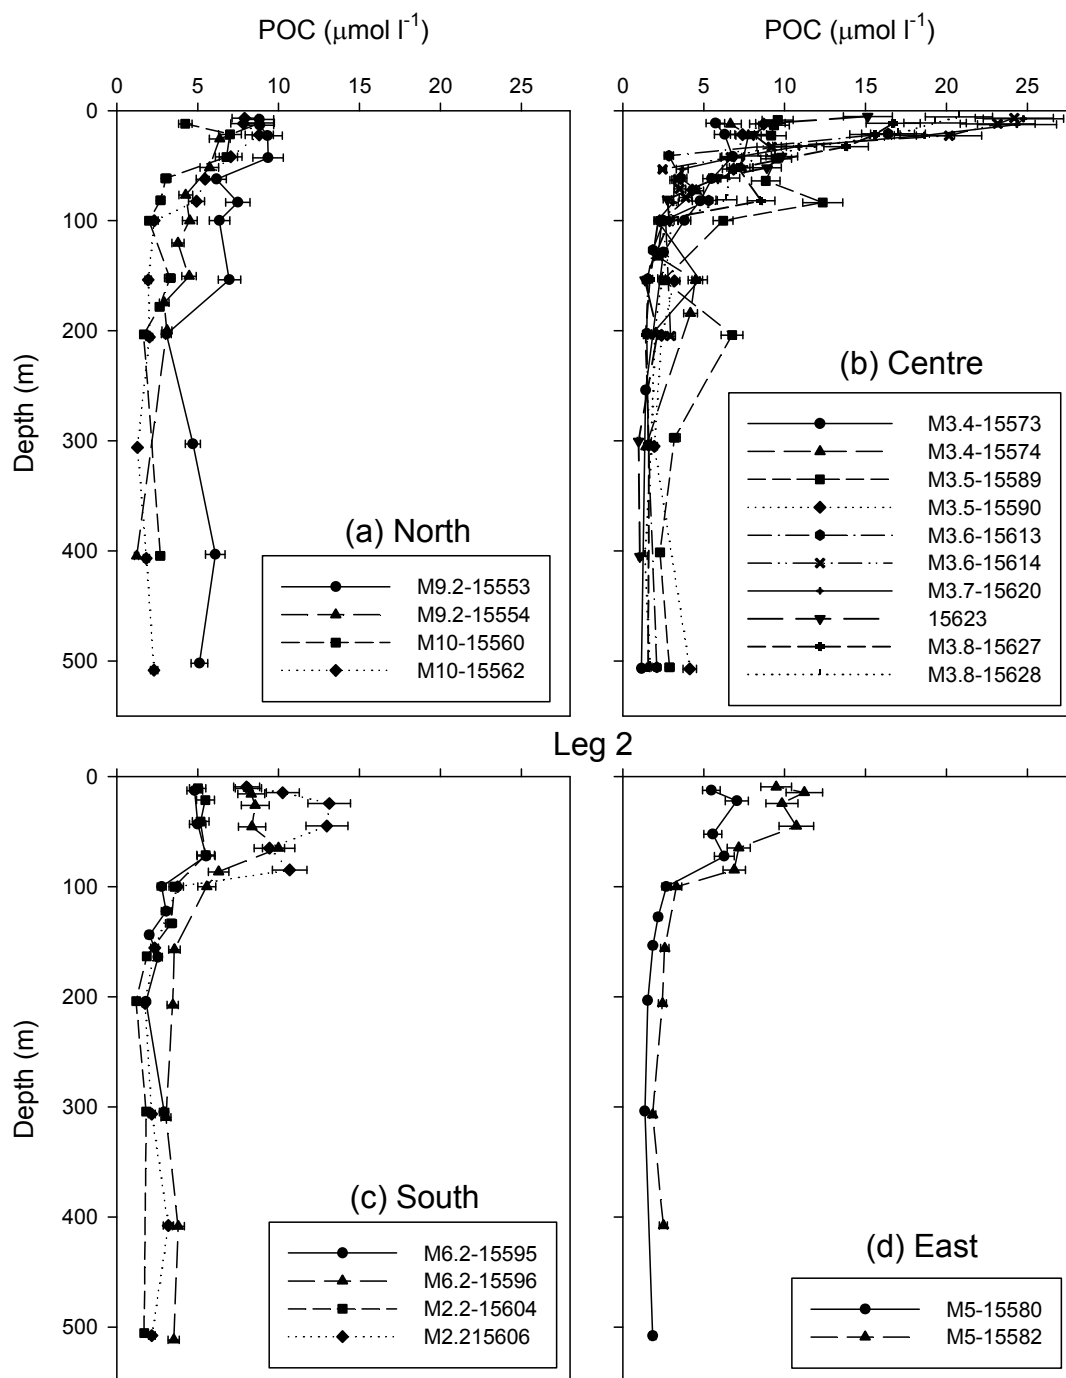 POC (μmol l⁻¹)
POC (μmol l⁻¹)
0 5 10 15 20 25
0 5 10 15 20 25
0
100
200
300
400
500
Depth (m)
(a) North
M9.2-15553
M9.2-15554
M10-15560
M10-15562
(b) Centre
M3.4-15573
M3.4-15574
M3.5-15589
M3.5-15590
M3.6-15613
M3.6-15614
M3.7-15620
15623
M3.8-15627
M3.8-15628
Leg 2
0
100
200
300
400
500
Depth (m)
(c) South
M6.2-15595
M6.2-15596
M2.2-15604
M2.215606
(d) East
M5-15580
M5-15582